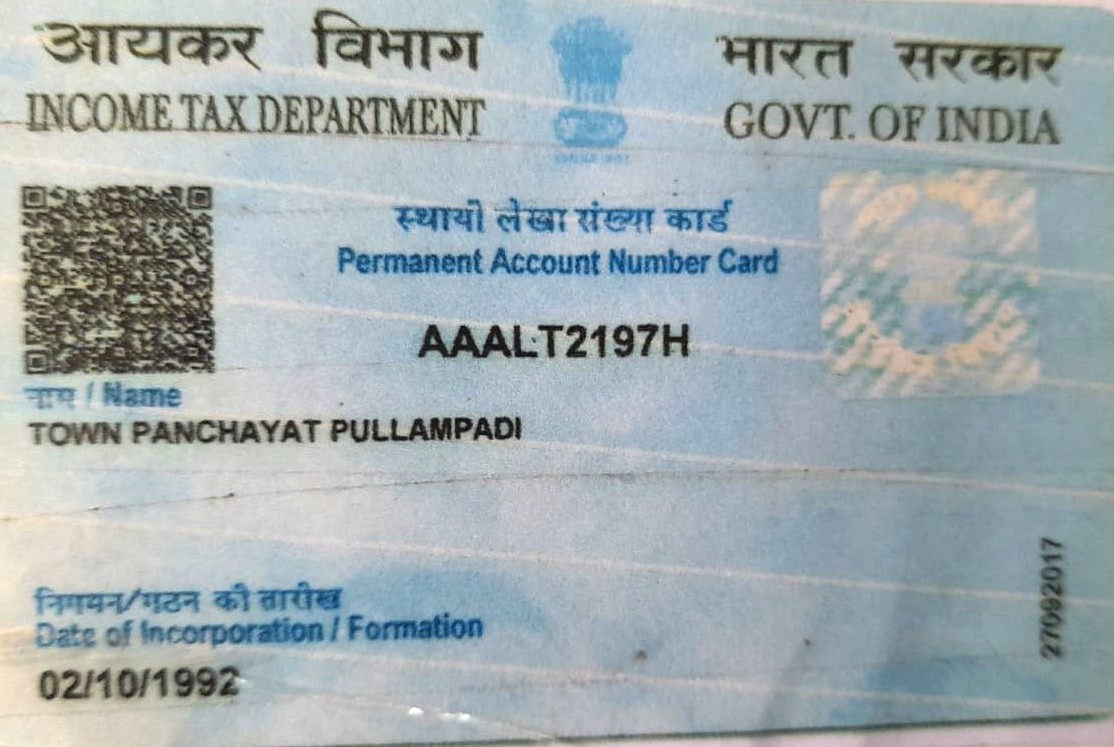 आयकर विभाग
INCOME TAX DEPARTMENT
भारत सरकार
GOVT. OF INDIA
स्थायी लेखा संख्या कार्ड
Permanent Account Number Card
AAALT2197H
नाम / Name
TOWN PANCHAYAT PULLAMPADI
निगमन/गठन की तारीख
Date of Incorporation / Formation
02/10/1992
27092017